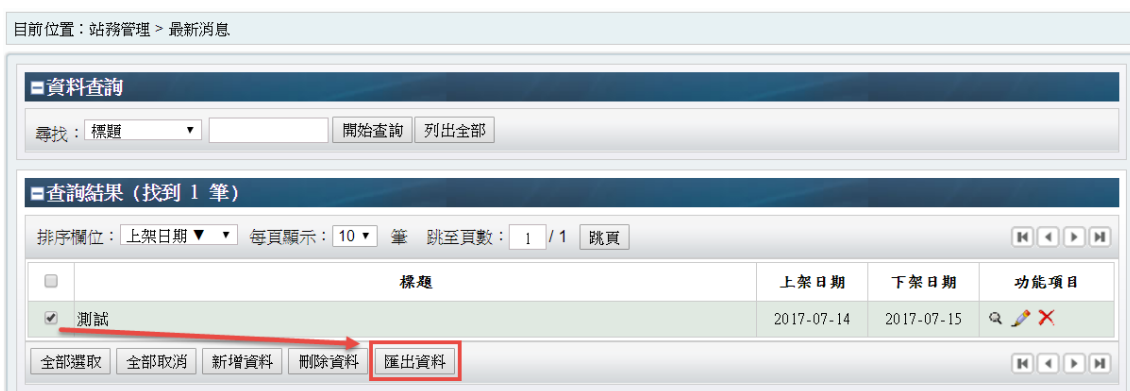 目前位置：站務管理 > 最新消息
資料查詢
尋找：標題 開始查詢 列出全部
查詢結果（找到 1 筆）
排序欄位：上架日期▼ 每頁顯示：10 筆 跳至頁數：1 / 1 跳頁
標題 上架日期 下架日期 功能項目
測試 2017-07-14 2017-07-15
全部選取 全部取消 新增資料 刪除資料 匯出資料